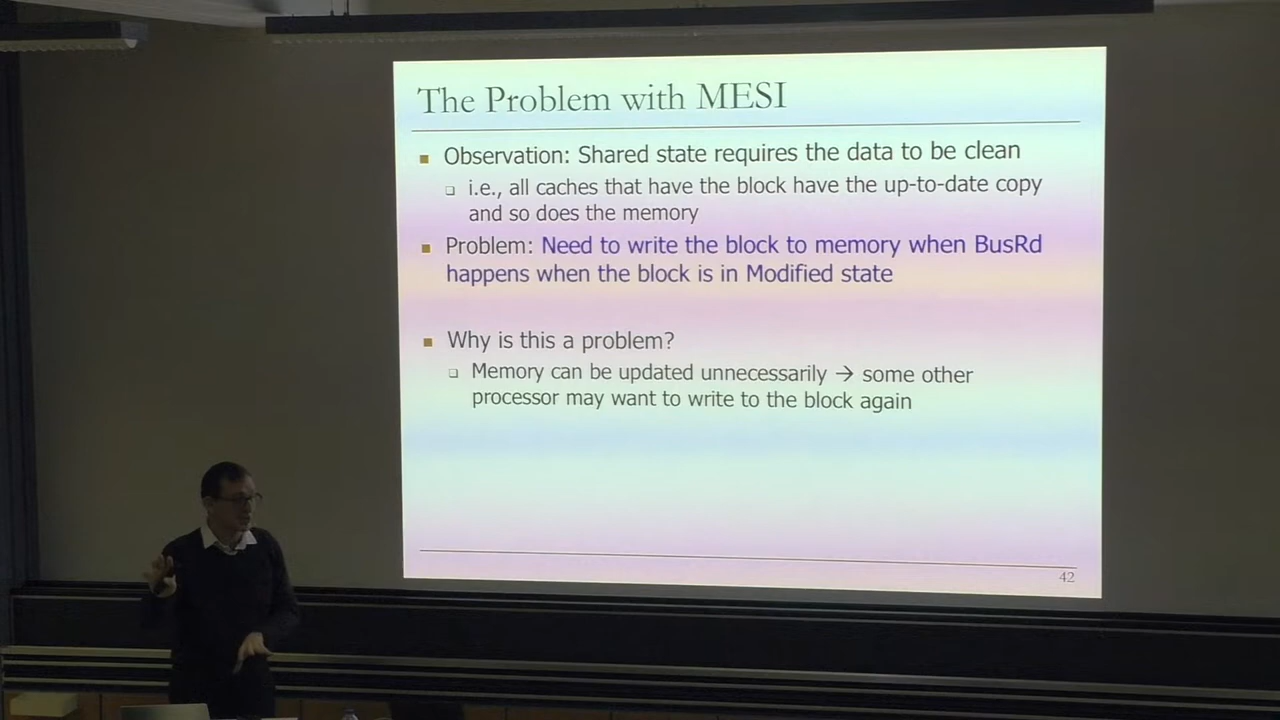 The Problem with MESI
Observation: Shared state requires the data to be clean
i.e., all caches that have the block have the up-to-date copy
and so does the memory
Problem: Need to write the block to memory when BusRd
happens when the block is in Modified state
Why is this a problem?
Memory can be updated unnecessarily → some other
processor may want to write to the block again
42